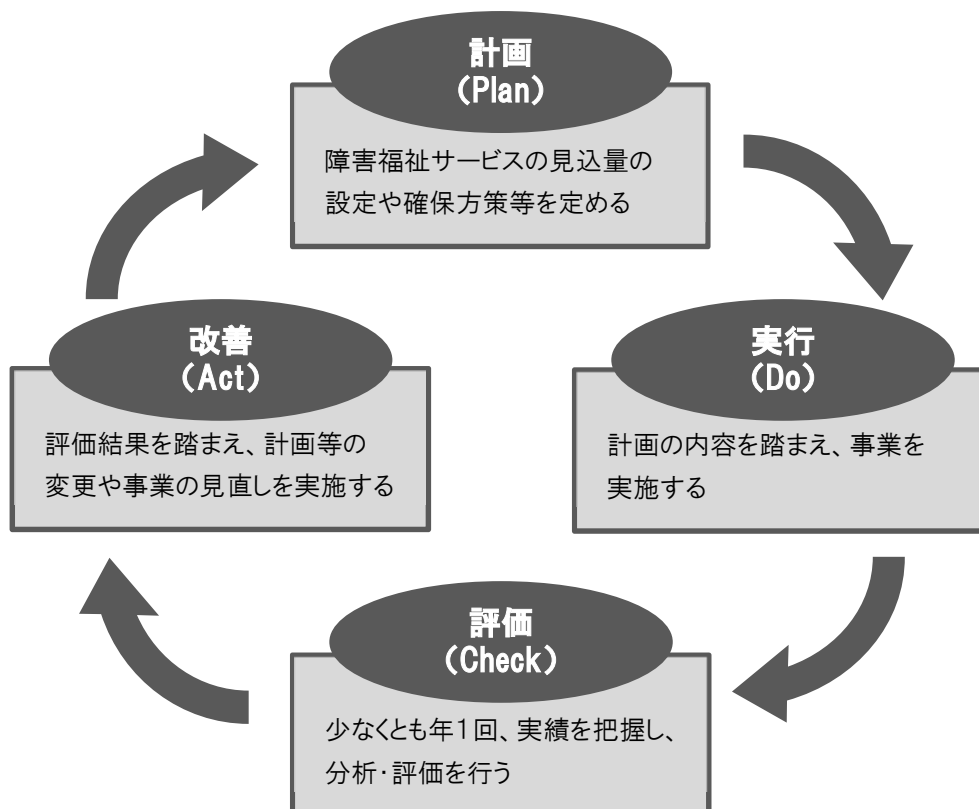 計画
（Plan）
障害福祉サービスの見込量の
設定や確保方策等を定める
実行
（Do）
計画の内容を踏まえ、事業を
実施する
評価
（Check）
少なくとも年１回、実績を把握し、
分析・評価を行う
改善
（Act）
評価結果を踏まえ、計画等の
変更や事業の見直しを実施する